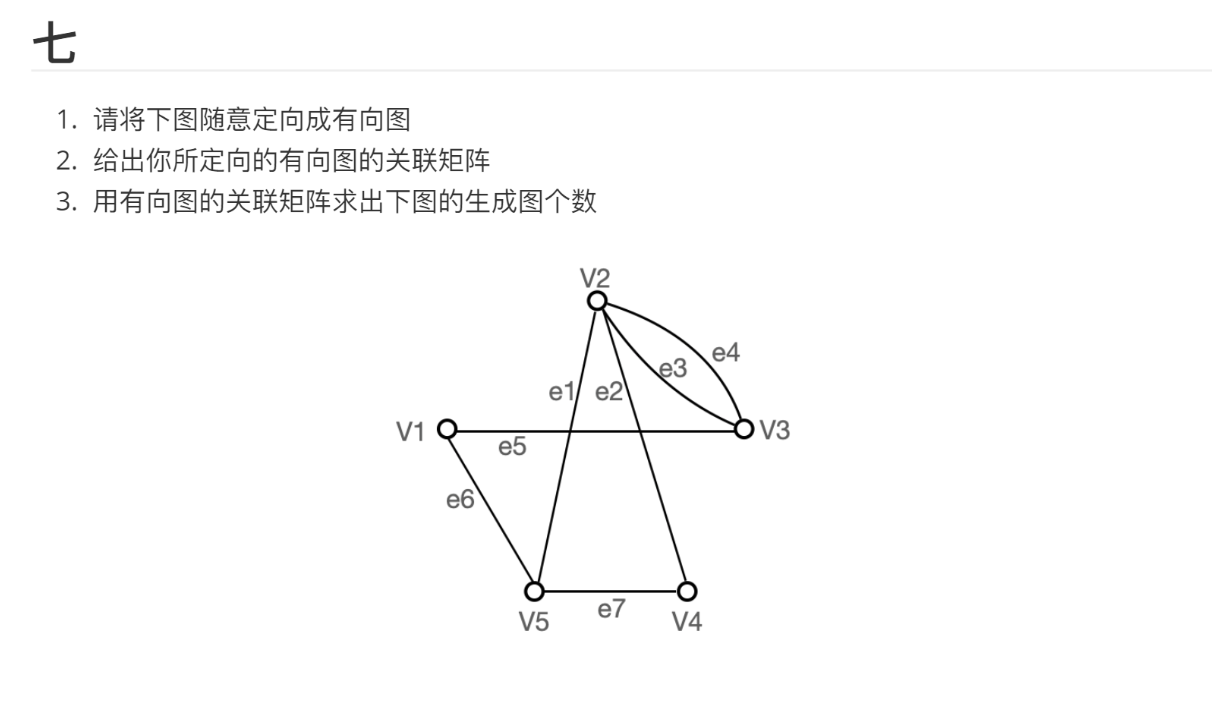 七
1. 请将下图随意定向成有向图
2. 给出你所定向的有向图的关联矩阵
3. 用有向图的关联矩阵求出下图的生成图个数
V2
e4
e3
e1 e2
V1 V3
e5
e6
e7
V5 V4